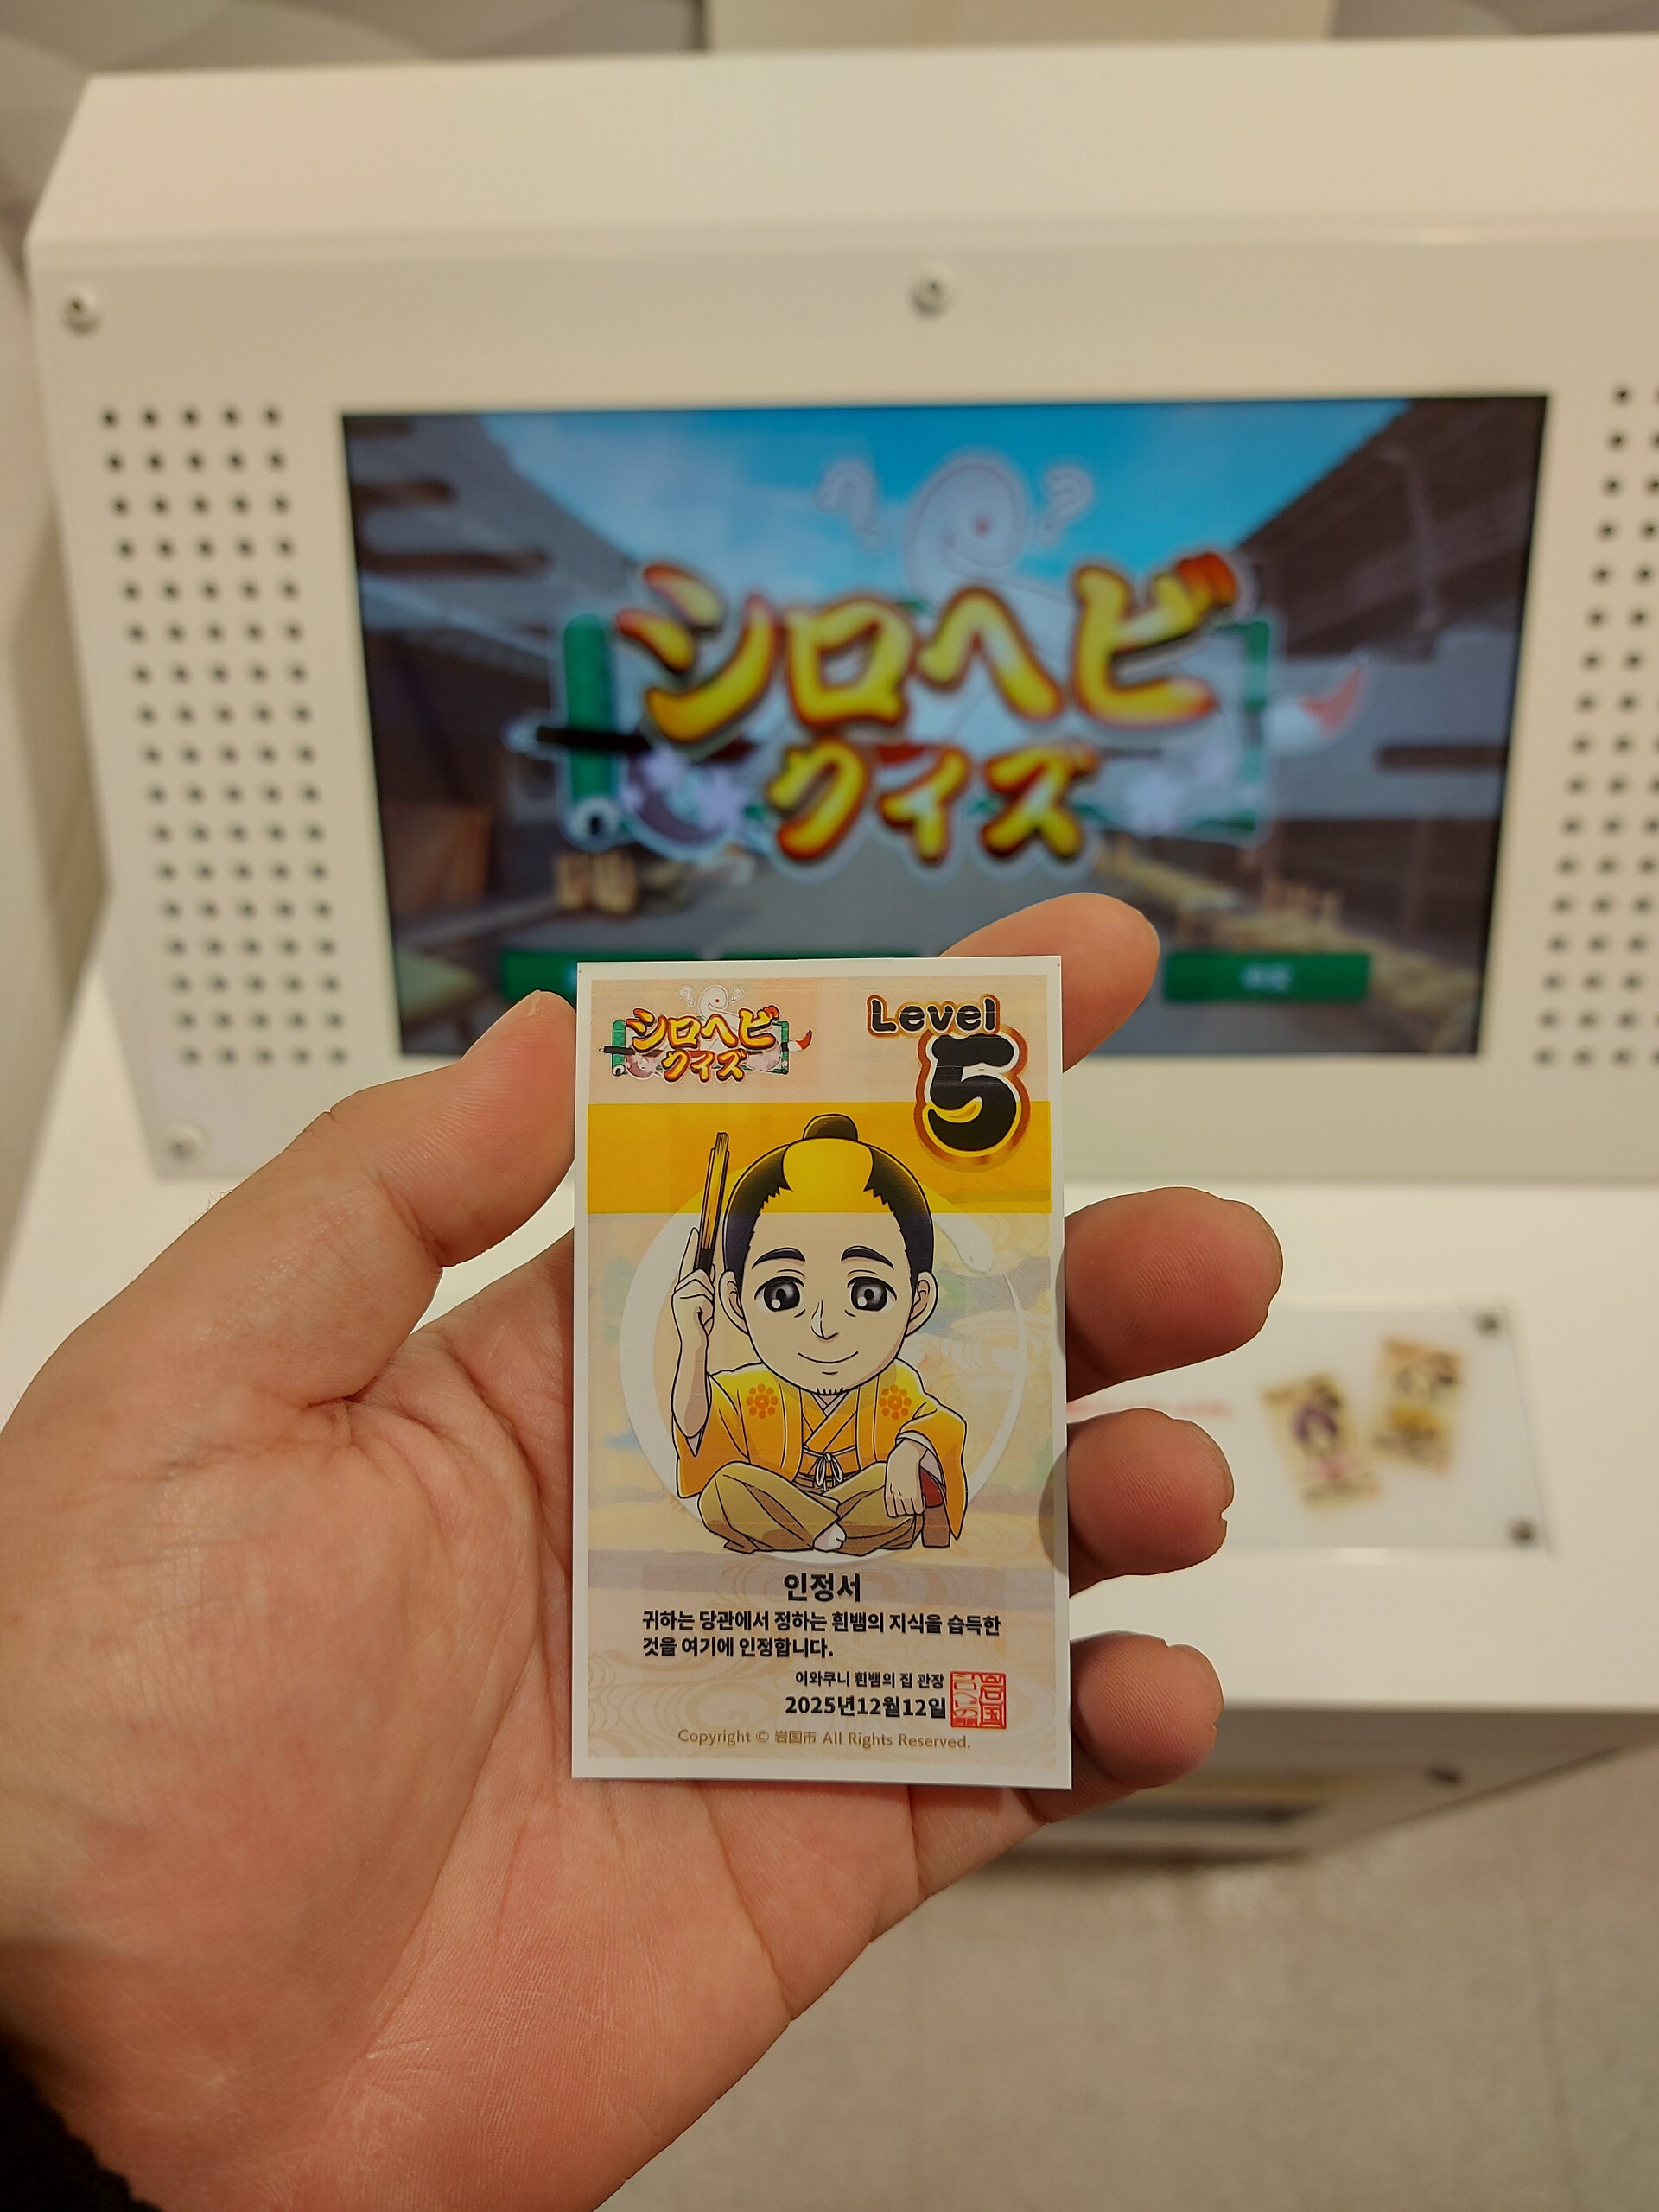 シロヘビ
クイズ
シロヘビ
クイズ
Level
5
인정서
귀하는 당관에서 정하는 흰뱀의 지식을 습득한
것을 여기에 인정합니다.
이와쿠니 흰뱀의 집 관장
2025년12월12일
Copyright © 岩国市 All Rights Reserved.